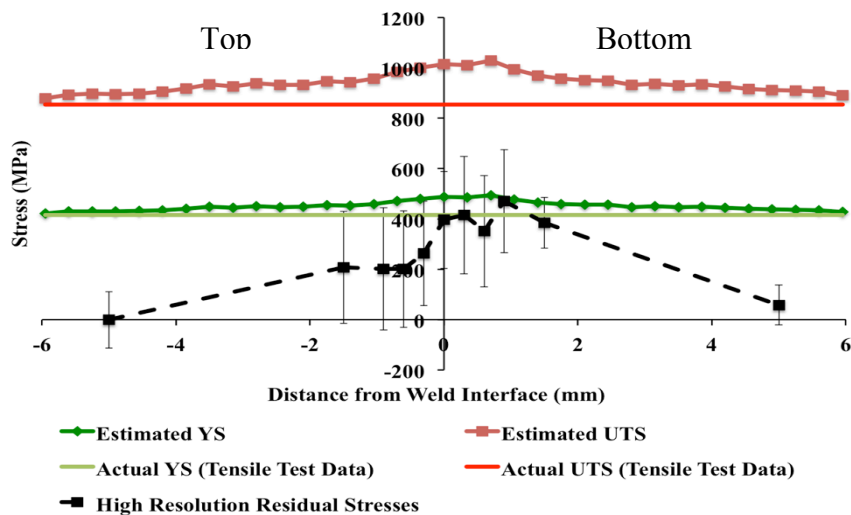 Top
Bottom
1200
1000
800
600
400
200
0
-200
-6
-4
-2
0
2
4
6
Stress (MPa)
Distance from Weld Interface (mm)
Estimated YS
Estimated UTS
Actual YS (Tensile Test Data)
Actual UTS (Tensile Test Data)
High Resolution Residual Stresses